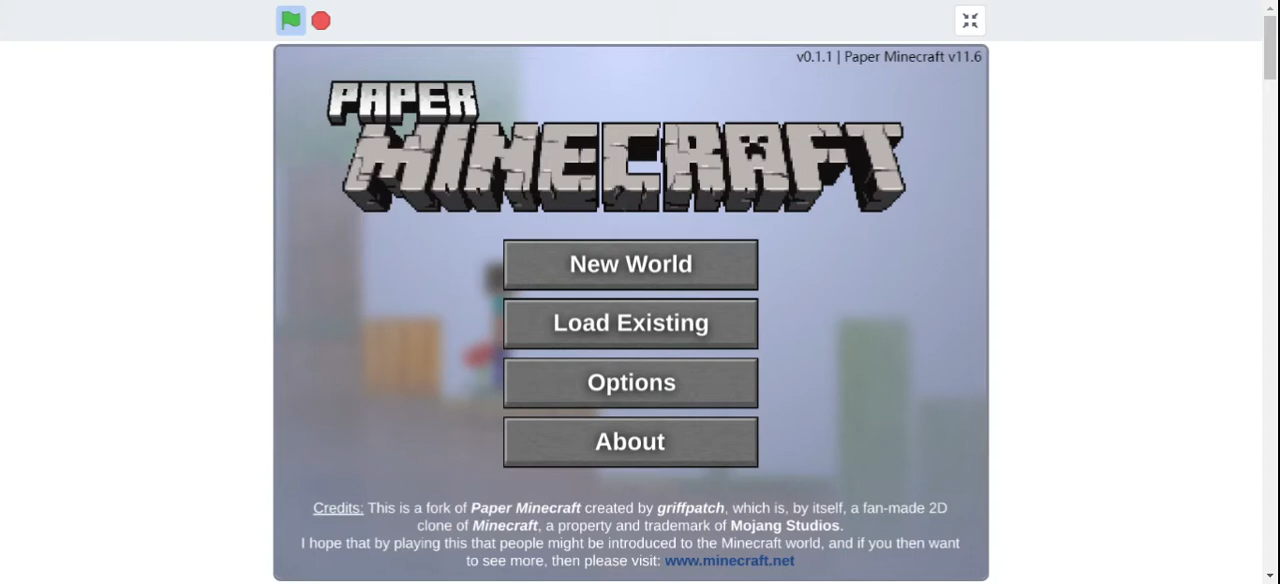 v0.1.1 | Paper Minecraft v11.6
PAPER
MINECRAFT
New World
Load Existing
Options
About
Credits: This is a fork of Paper Minecraft created by griffpatch, which is, by itself, a fan-made 2D
clone of Minecraft, a property and trademark of Mojang Studios.
I hope that by playing this that people might be introduced to the Minecraft world, and if you then want
to see more, then please visit: www.minecraft.net